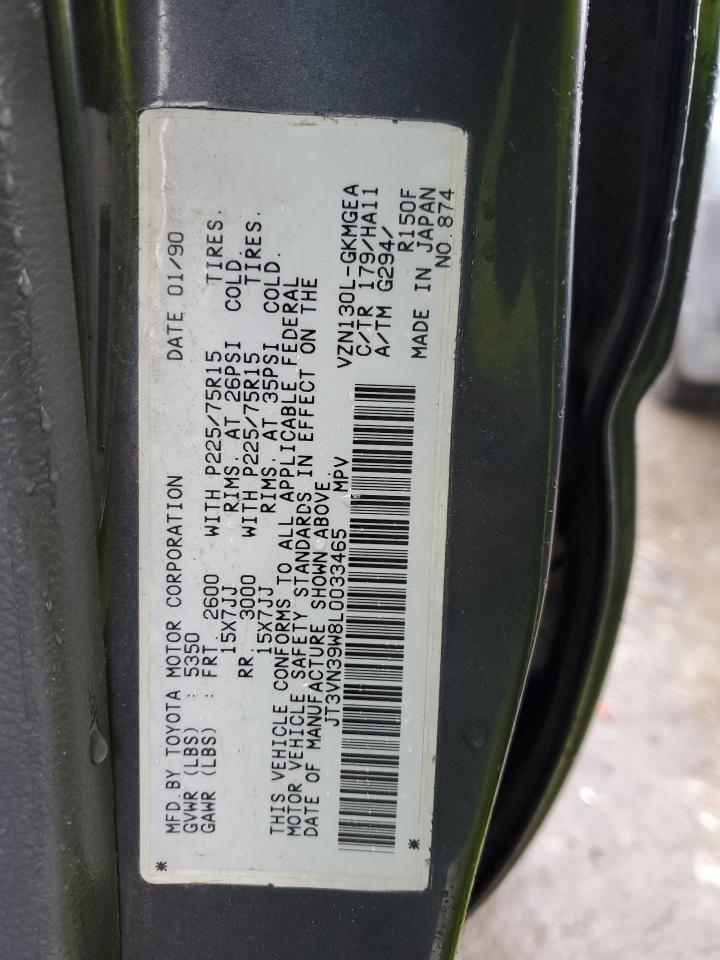 MFD. BY TOYOTA MOTOR CORPORATION DATE 01/90
GVWR (LBS) : 5350
GAWR (LBS) : FRT 2600 WITH P225/75R15 TIRES.
15X7JJ RIMS. AT 26PSI COLD.
RR. 3000 WITH P225/75R15 TIRES.
15X7JJ RIMS. AT 35PSI COLD.
THIS VEHICLE CONFORMS TO ALL APPLICABLE FEDERAL
MOTOR VEHICLE SAFETY STANDARDS IN EFFECT ON THE
DATE OF MANUFACTURE SHOWN ABOVE.
JT3VN39W8L0033465 MPV
VZN130L-GKMGEA
C/TR 179/HA11
A/TM G294/
R150F
MADE IN JAPAN
NO.874
* *